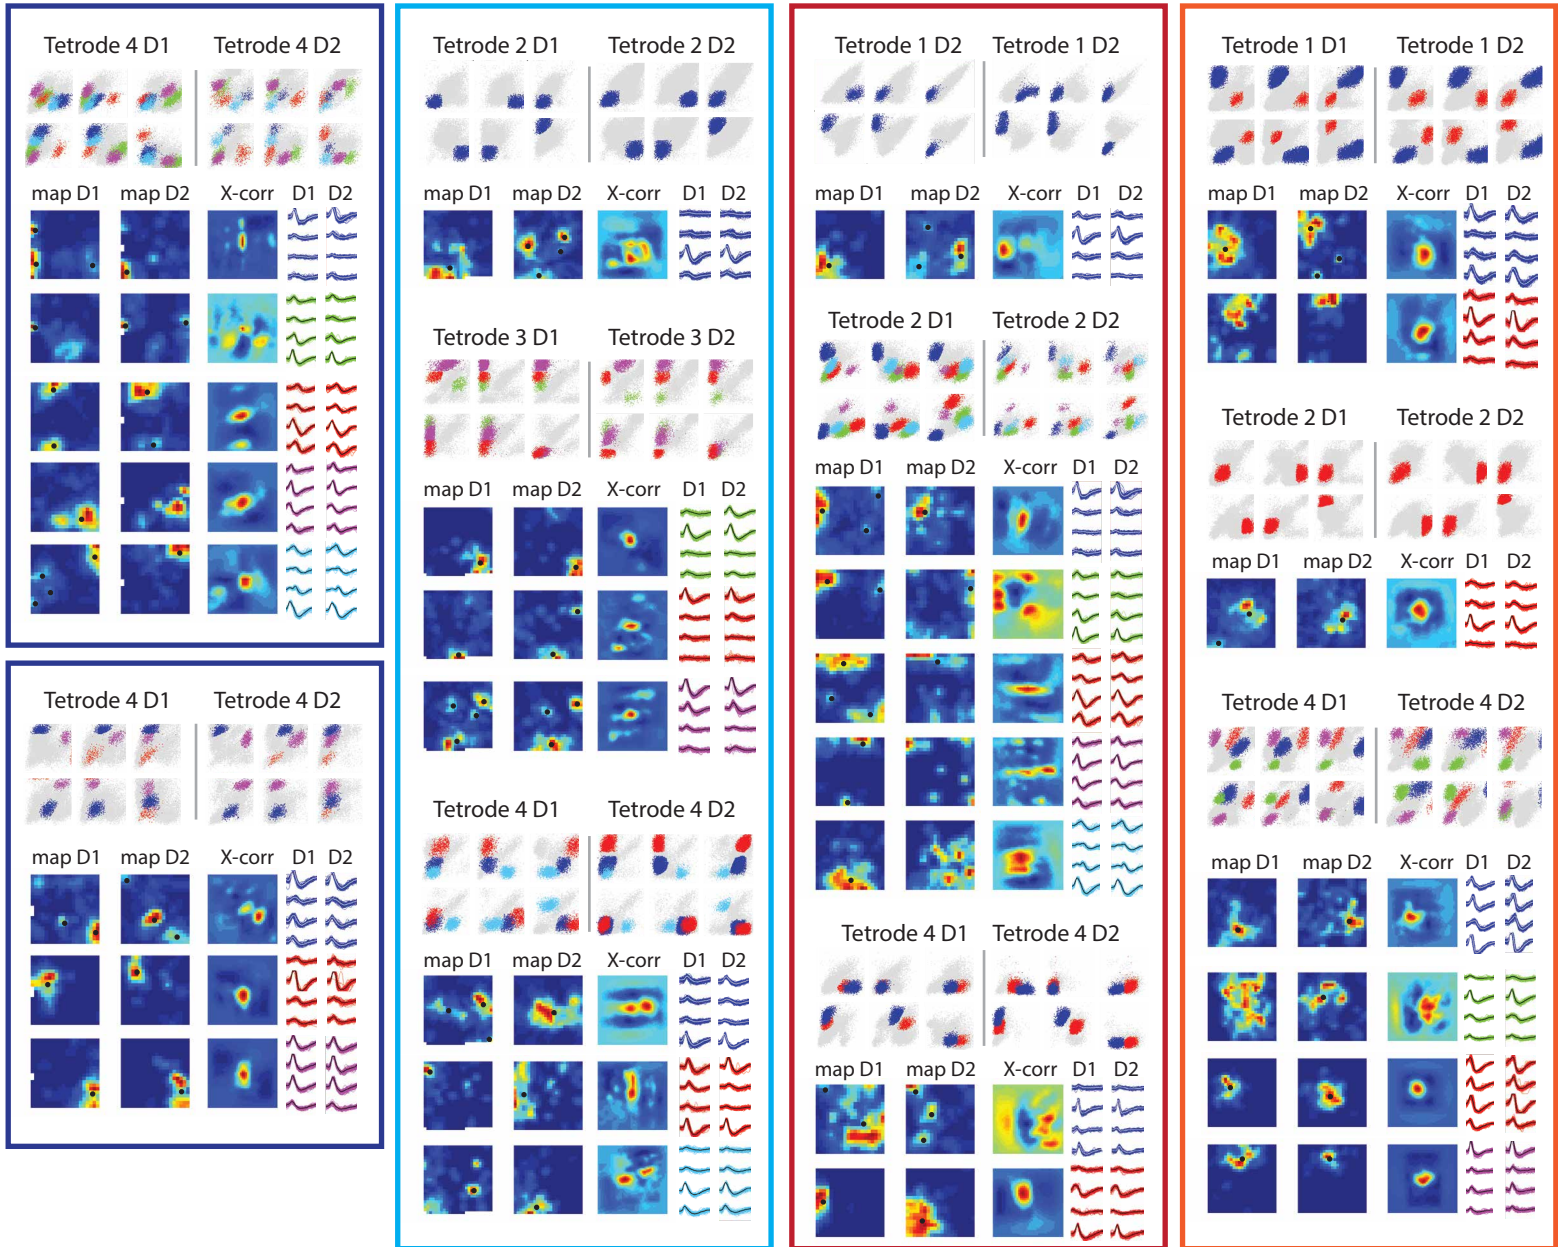 Tetrode 4 D1 Tetrode 4 D2
map D1 map D2 X-corr D1 D2
Tetrode 4 D1 Tetrode 4 D2
map D1 map D2 X-corr D1 D2
Tetrode 2 D1 Tetrode 2 D2
map D1 map D2 X-corr D1 D2
Tetrode 3 D1 Tetrode 3 D2
map D1 map D2 X-corr D1 D2
Tetrode 4 D1 Tetrode 4 D2
map D1 map D2 X-corr D1 D2
Tetrode 1 D2 Tetrode 1 D2
map D1 map D2 X-corr D1 D2
Tetrode 2 D1 Tetrode 2 D2
map D1 map D2 X-corr D1 D2
Tetrode 4 D1 Tetrode 4 D2
map D1 map D2 X-corr D1 D2
Tetrode 1 D1 Tetrode 1 D2
map D1 map D2 X-corr D1 D2
Tetrode 2 D1 Tetrode 2 D2
map D1 map D2 X-corr D1 D2
Tetrode 4 D1 Tetrode 4 D2
map D1 map D2 X-corr D1 D2